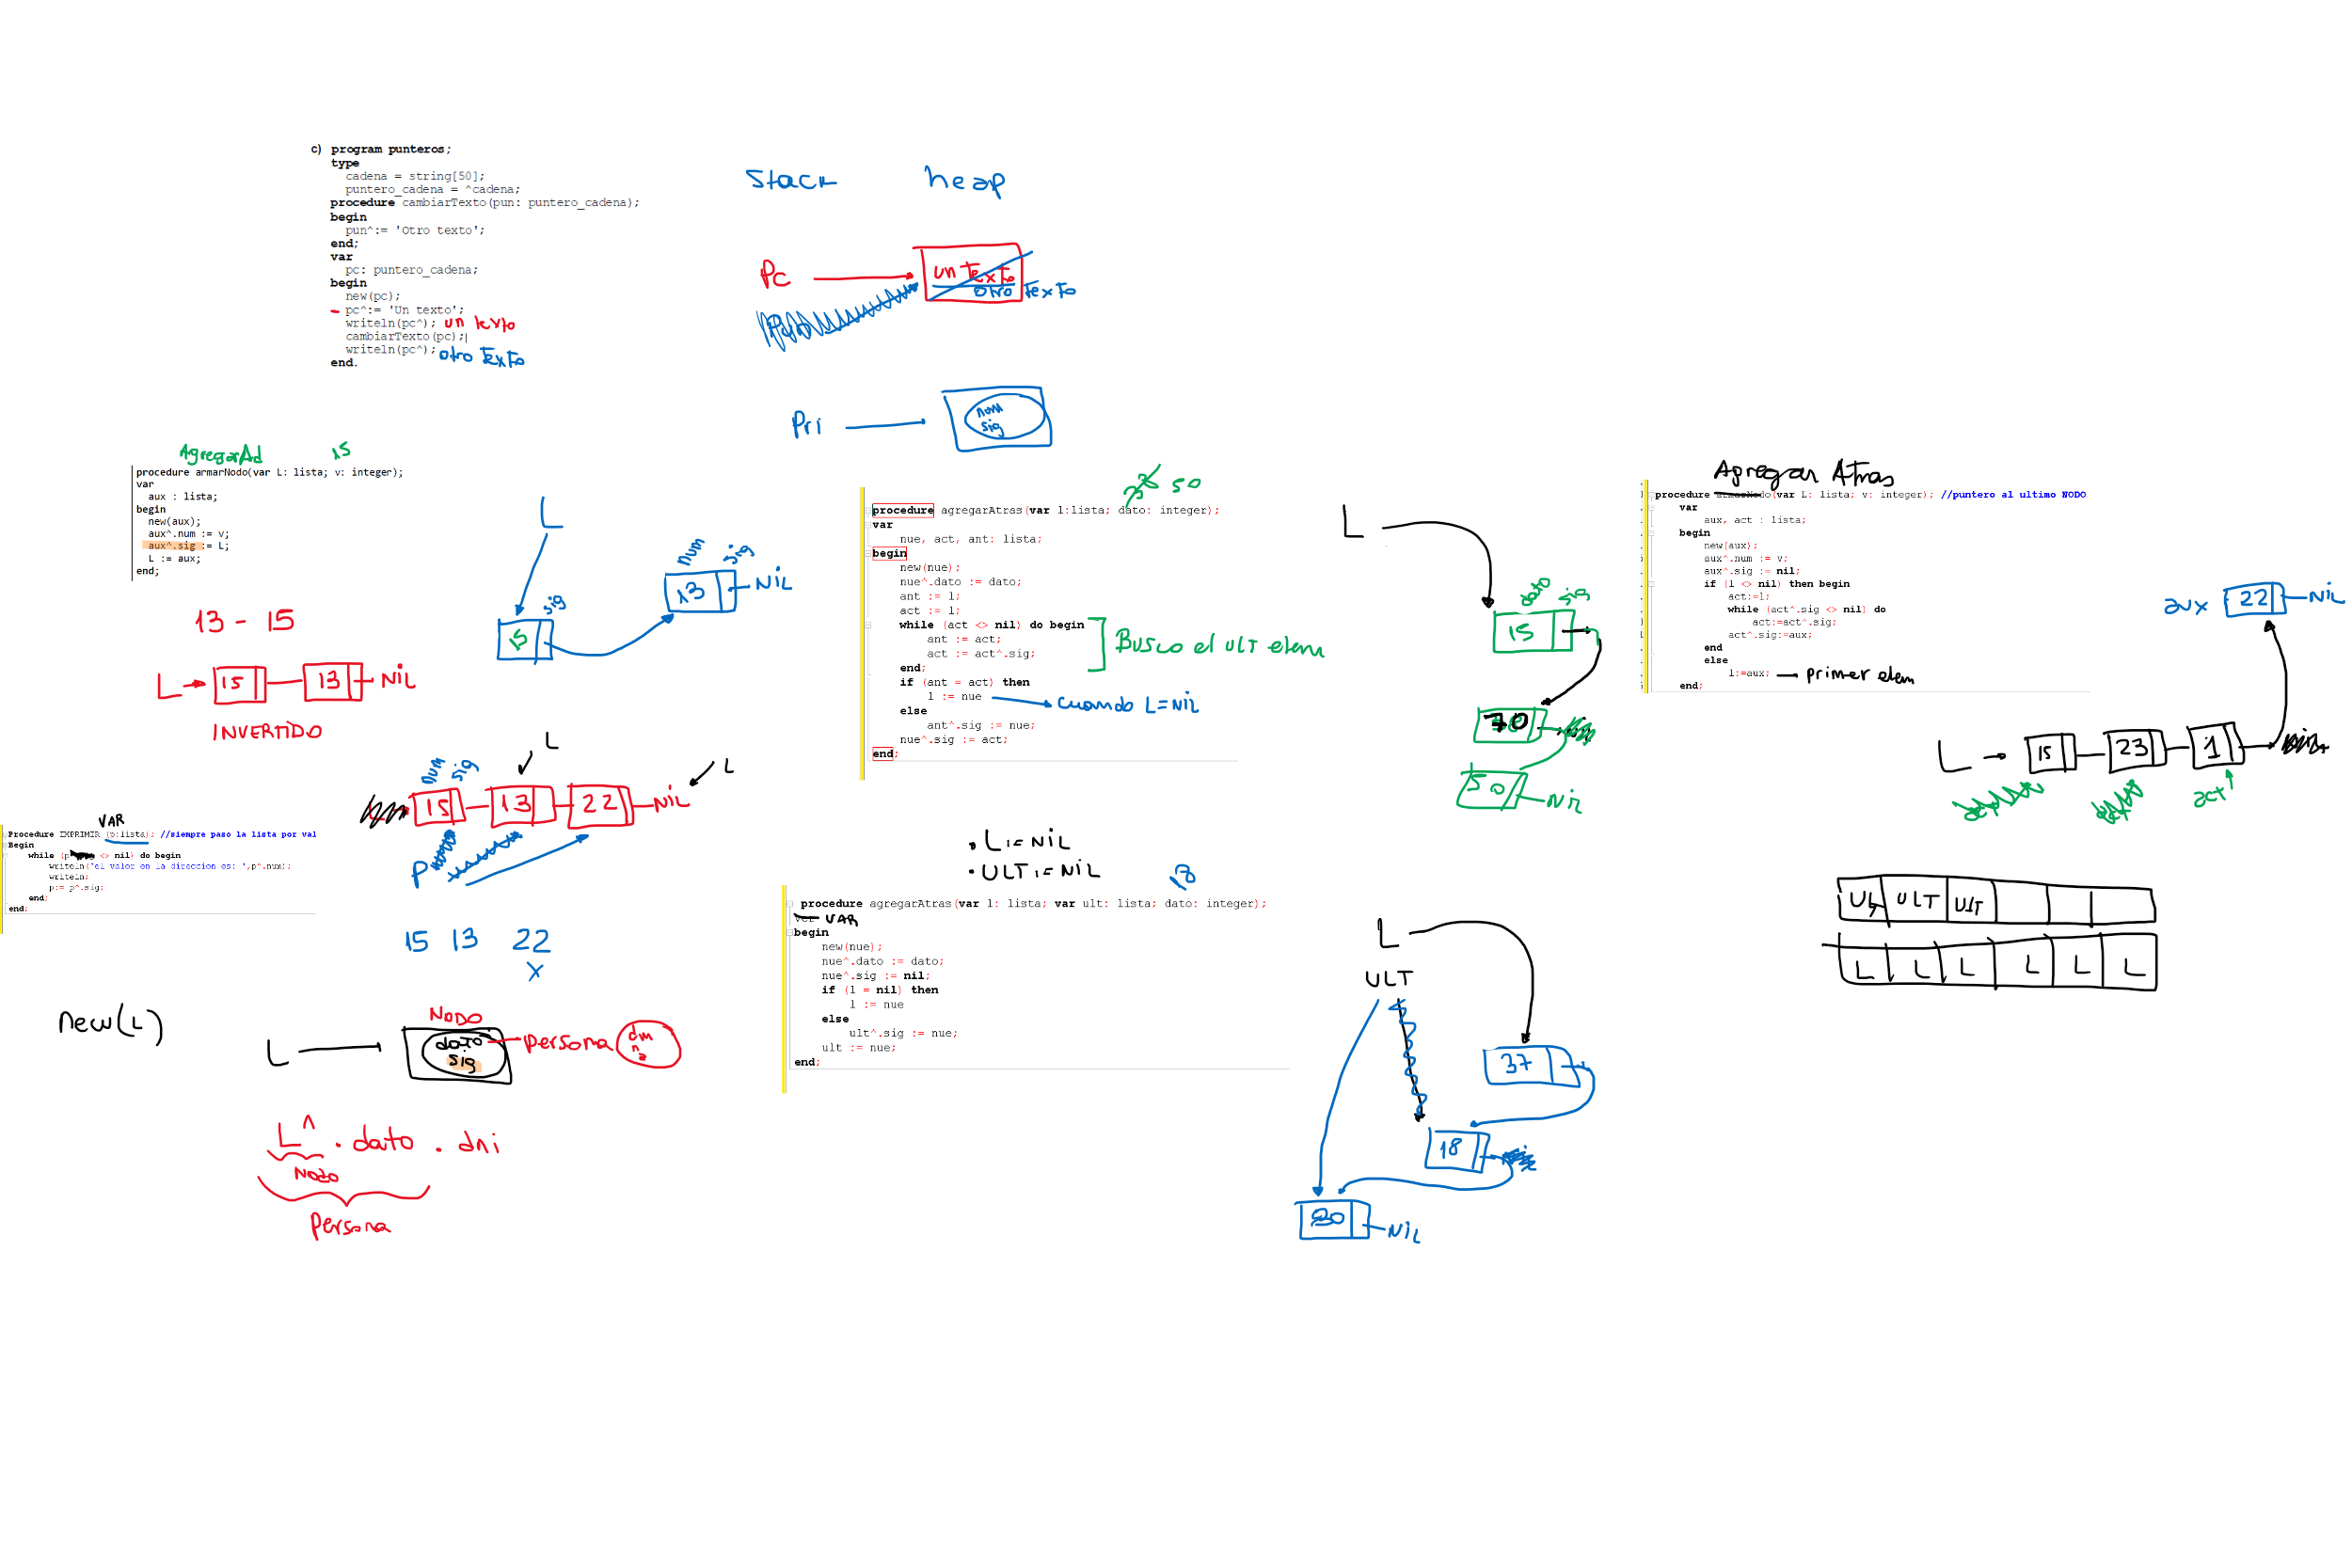 c) program punteros;
type
cadena = string[50];
puntero_cadena = ^cadena;
procedure cambiarTexto(pun: puntero_cadena);
begin
pun^:= 'Otro texto';
end;
var
pc: puntero_cadena;
begin
new(pc);
pc^:= 'Un texto';
writeln(pc^); un texto
cambiarTexto(pc);
writeln(pc^); otro Texto
end.
Stack heap
Pc un Texto
otro Texto
Pri num
sig
AgregarAd 15
procedure armarNodo(var L: lista; v: integer);
var
aux : lista;
begin
new(aux);
aux^.num := v;
aux^.sig := L;
L := aux;
end;
13 - 15
L 15 13 NIL
INVERTIDO
L
num sig
13 NIL
sig
15
L
L
num sig
15 13 22 NIL
P
15 13 22
x
VAR
Procedure IMPRIMIR (p:lista); //siempre paso la lista por val
Begin
while (p <> nil) do begin
writeln('el valor en la direccion es: ',p^.num);
writeln;
p:= p^.sig;
end;
end;
new(L)
NODO
L dato persona
sig
L^ . dato . dni
Nodo
Persona
50
procedure agregarAtras(var l:lista; dato: integer);
var
nue, act, ant: lista;
begin
new(nue);
nue^.dato := dato;
ant := l;
act := l;
while (act <> nil) do begin
ant := act;
act := act^.sig;
end;
Busco el ULT elem
if (ant = act) then
l := nue cuando L=NIL
else
ant^.sig := nue;
nue^.sig := act;
end;
L
dato sig
15
70
50 NIL
• L:=NIL
• ULT:=NIL
procedure agregarAtras(var l: lista; var ult: lista; dato: integer);
VAR
begin
new(nue);
nue^.dato := dato;
nue^.sig := nil;
if (l = nil) then
l := nue
else
ult^.sig := nue;
ult := nue;
end;
L
ULT
37
18
NIL
Agregar Atras
procedure armarNodo(var L: lista; v: integer); //puntero al ultimo NODO
var
aux, act : lista;
begin
new(aux);
aux^.num := v;
aux^.sig := nil;
if (l <> nil) then begin
act:=l;
while (act^.sig <> nil) do
act:=act^.sig;
act^.sig:=aux;
end
else
l:=aux; primer elem
end;
aux 22 NIL
L 15 23 1
act
ULT ULT ULT
L L L L L L